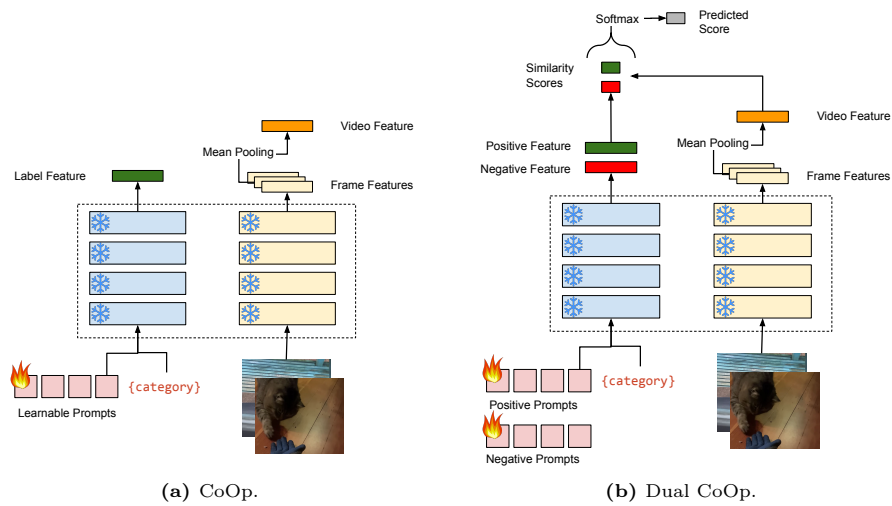 Video Feature
Mean Pooling
Label Feature
Frame Features
{category}
Learnable Prompts
(a) CoOp.
Softmax
Predicted
Score
Similarity
Scores
Video Feature
Positive Feature
Mean Pooling
Negative Feature
Frame Features
{category}
Positive Prompts
Negative Prompts
(b) Dual CoOp.